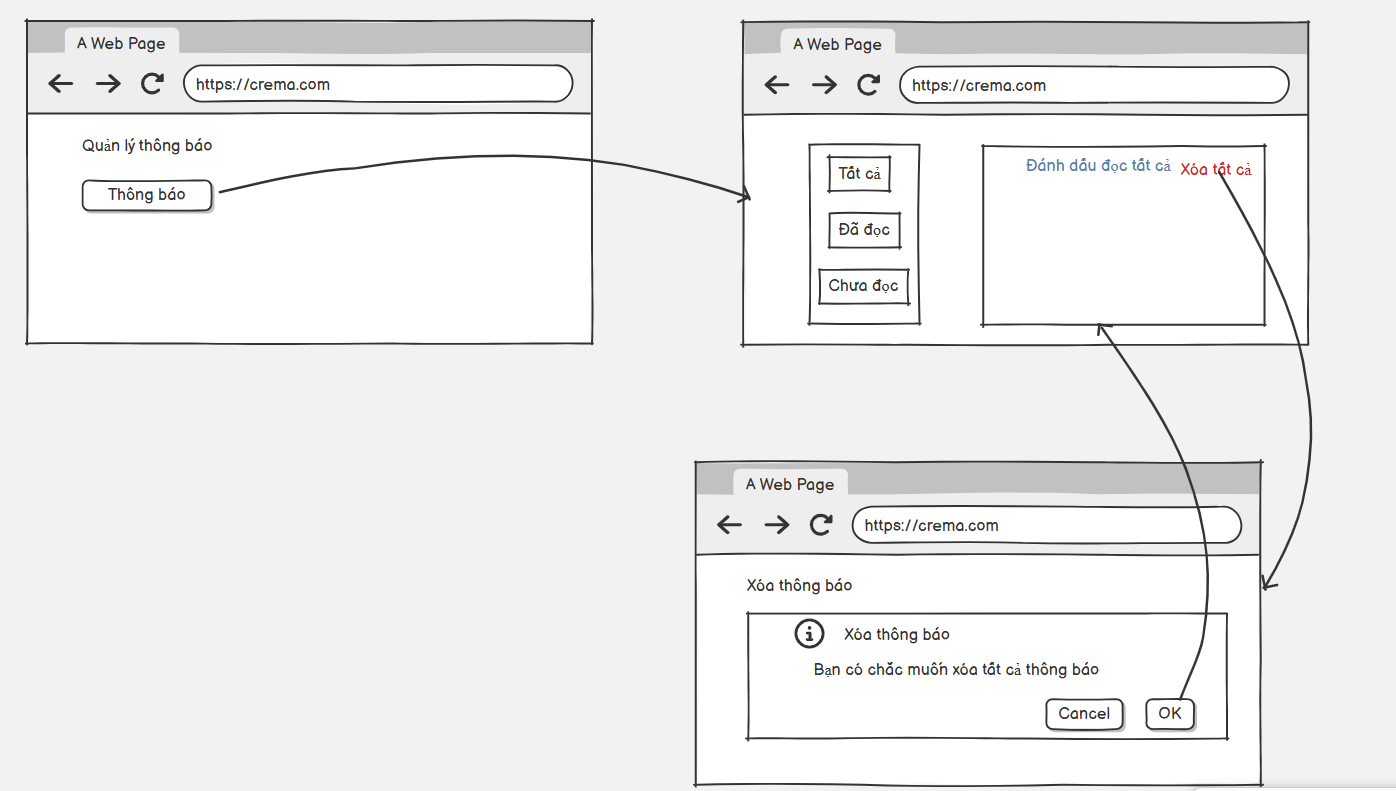 A Web Page
https://crema.com
Quản lý thông báo
Thông báo
A Web Page
https://crema.com
Tất cả
Đã đọc
Chưa đọc
Đánh dấu đọc tất cả
Xóa tất cả
A Web Page
https://crema.com
Xóa thông báo
Xóa thông báo
Bạn có chắc muốn xóa tất cả thông báo
Cancel
OK